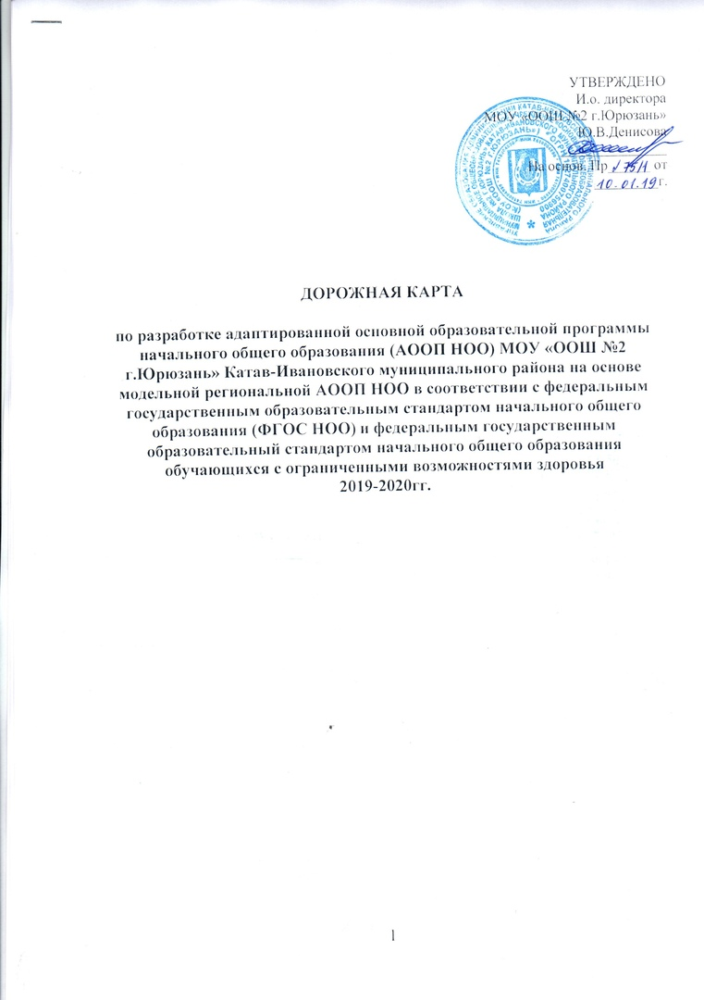 УТВЕРЖДЕНО
И.о. директора
МОУ «ООШ №2 г.Юрюзань»
Ю.В.Денисова
На основ. Пр 75/1 от
10.01.19 г.
ДОРОЖНАЯ КАРТА
по разработке адаптированной основной образовательной программы
начального общего образования (АООП НОО) МОУ «ООШ №2
г.Юрюзань» Катав-Ивановского муниципального района на основе
модельной региональной АООП НОО в соответствии с федеральным
государственным образовательным стандартом начального общего
образования (ФГОС НОО) и федеральным государственным
образовательный стандартом начального общего образования
обучающихся с ограниченными возможностями здоровья
2019-2020гг.
1